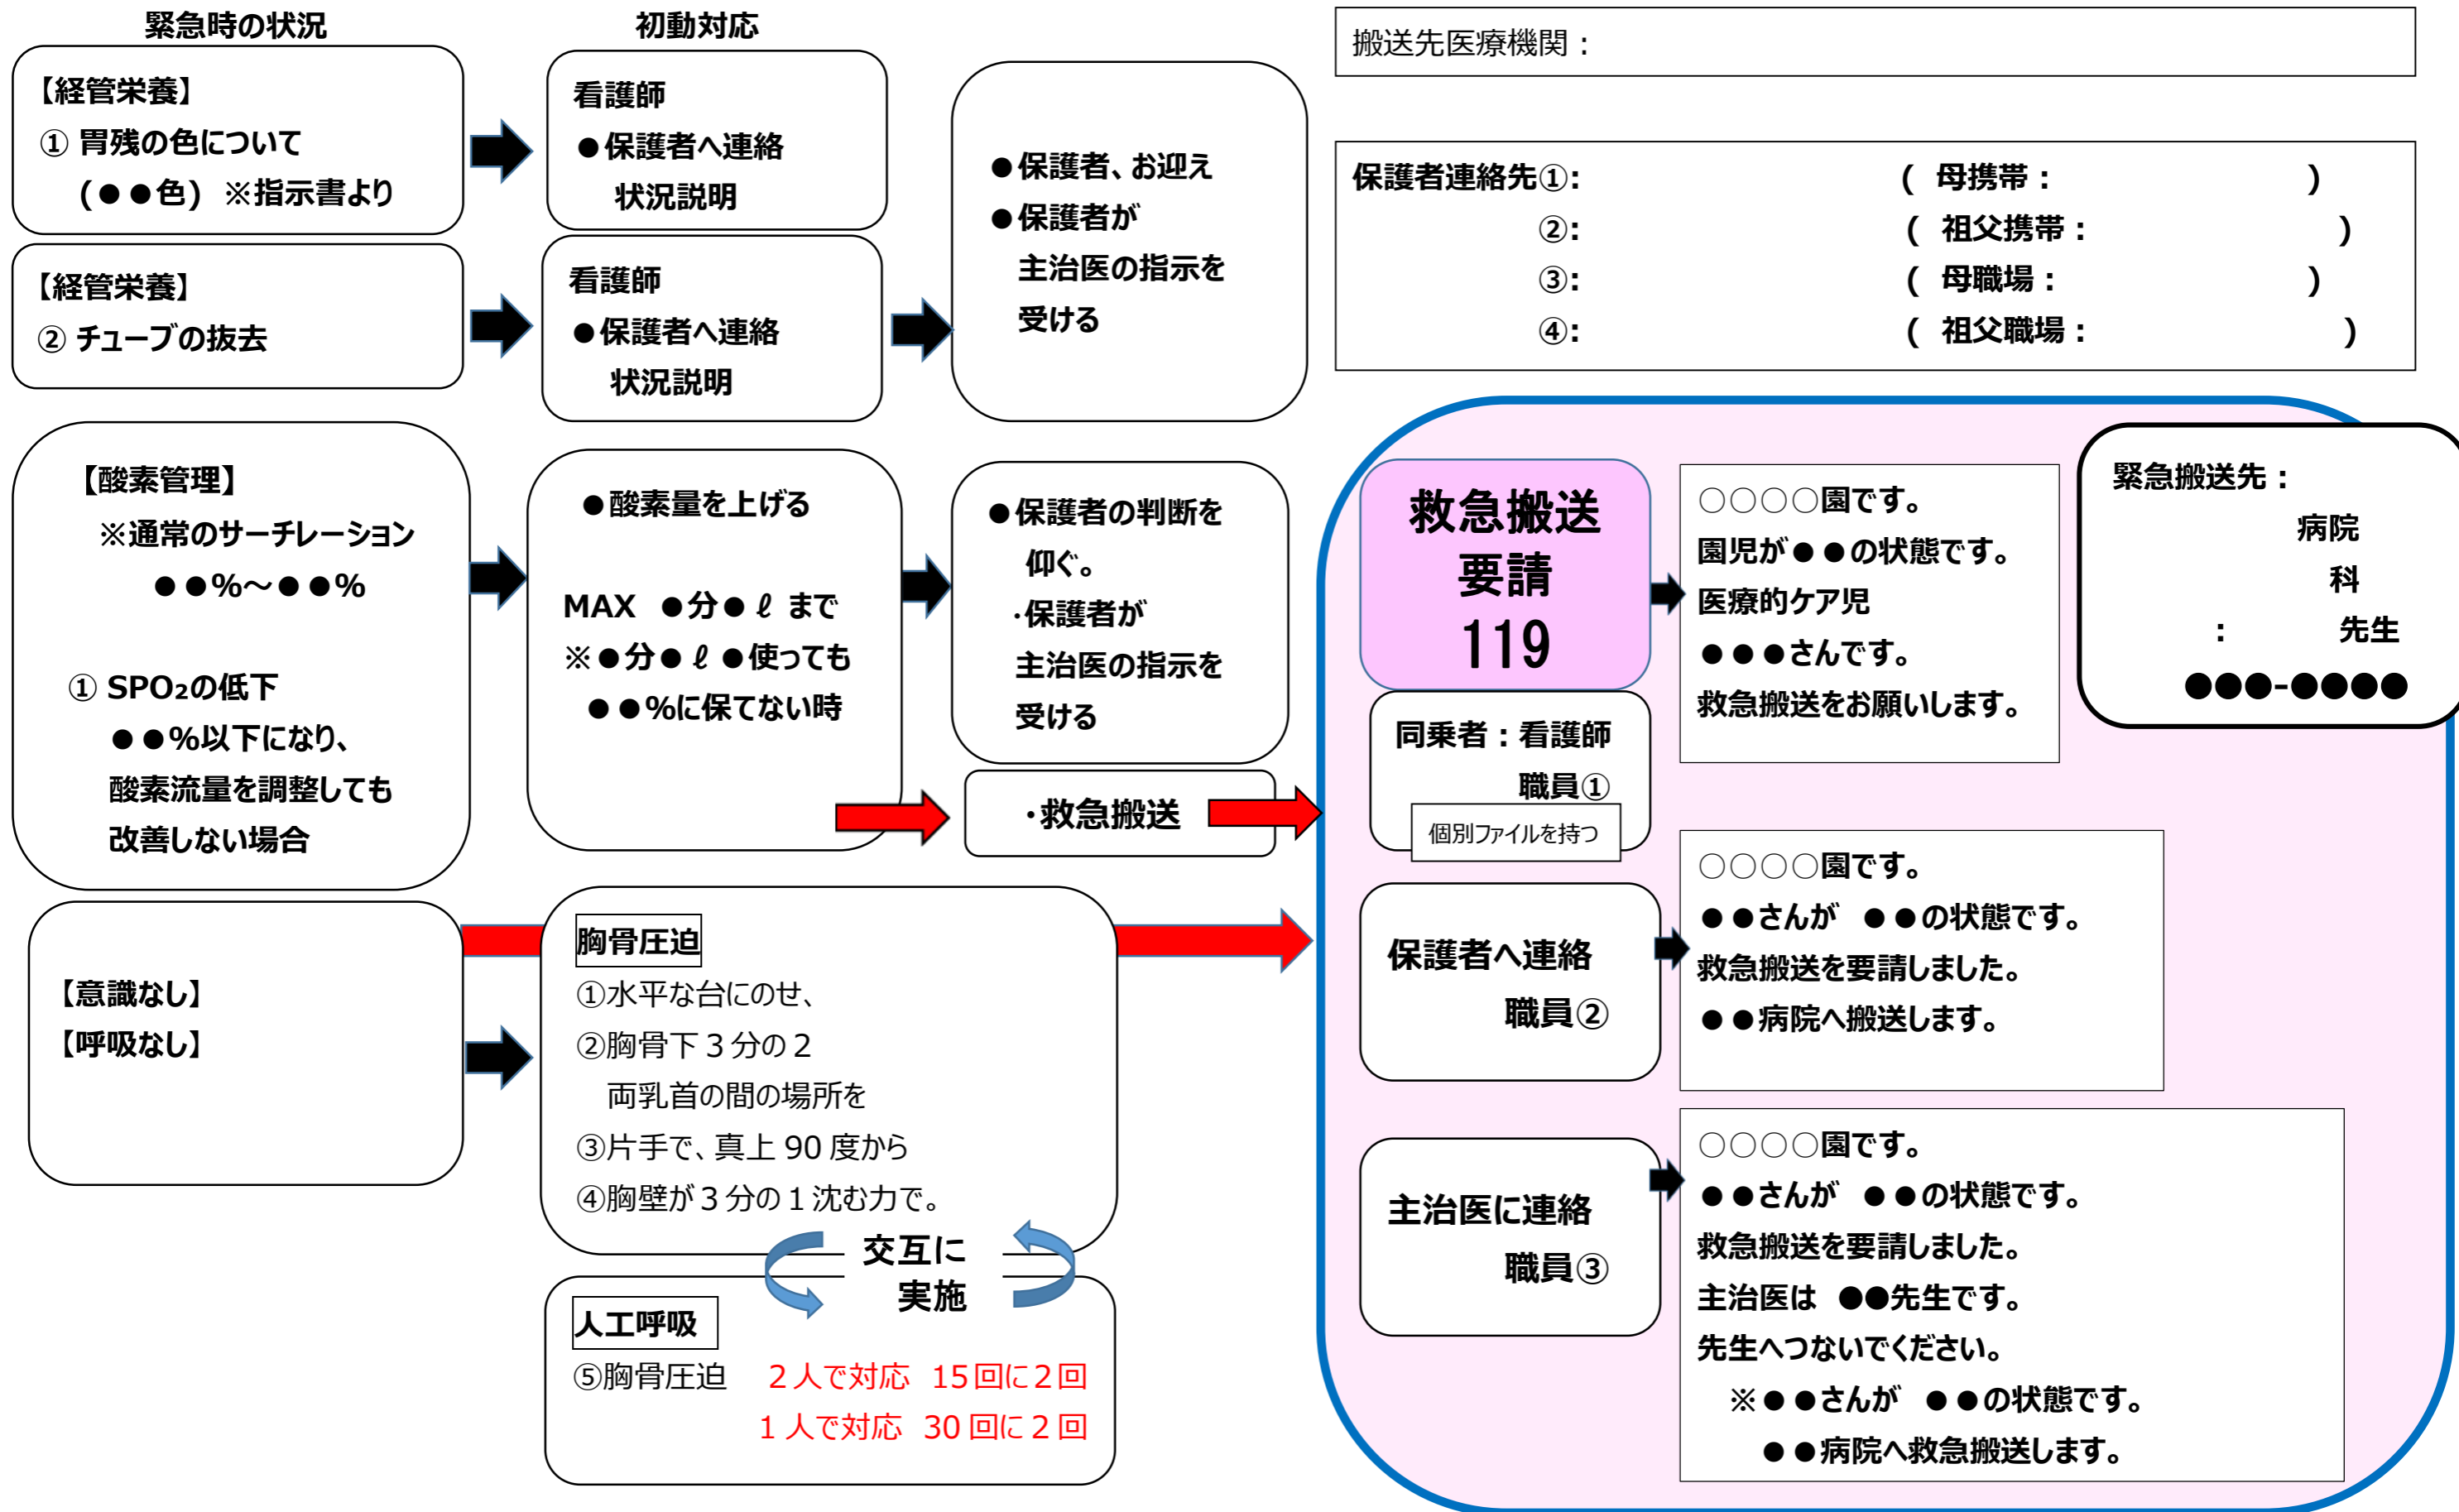 緊急時の状況
初動対応
【経管栄養】
① 胃残の色について
(●●色) ※指示書より
看護師
●保護者へ連絡
状況説明
【経管栄養】
② チューブの抜去
看護師
●保護者へ連絡
状況説明
●保護者、お迎え
●保護者が
主治医の指示を
受ける
搬送先医療機関：
保護者連絡先①: ( 母携帯： )
②: ( 祖父携帯： )
③: ( 母職場： )
④: ( 祖父職場： )
【酸素管理】
※通常のサーチレーション
●●%～●●%
① SPO₂の低下
●●%以下になり、
酸素流量を調整しても
改善しない場合
●酸素量を上げる
MAX ●分●ℓ まで
※●分●ℓ ●使っても
●●%に保てない時
●保護者の判断を
仰ぐ。
・保護者が
主治医の指示を
受ける
・救急搬送
【意識なし】
【呼吸なし】
胸骨圧迫
①水平な台にのせ、
②胸骨下３分の２
両乳首の間の場所を
③片手で、真上 90 度から
④胸壁が３分の１沈む力で。
交互に
実施
人工呼吸
⑤胸骨圧迫 ２人で対応 15回に２回
１人で対応 30 回に２回
救急搬送
要請
119
○○○○園です。
園児が●●の状態です。
医療的ケア児
●●●さんです。
救急搬送をお願いします。
緊急搬送先：
病院
科
： 先生
●●●-●●●●
同乗者：看護師
職員①
個別ファイルを持つ
保護者へ連絡
職員②
○○○○園です。
●●さんが ●●の状態です。
救急搬送を要請しました。
●●病院へ搬送します。
主治医に連絡
職員③
○○○○園です。
●●さんが ●●の状態です。
救急搬送を要請しました。
主治医は ●●先生です。
先生へつないでください。
※●●さんが ●●の状態です。
●●病院へ救急搬送します。